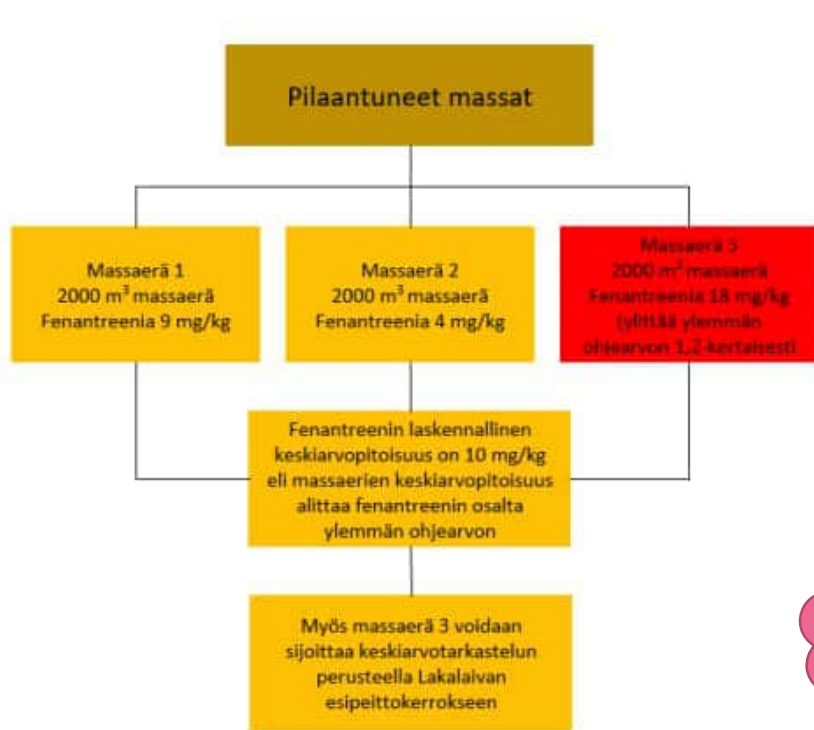 Pilaantuneet massat
Massaerä 1
2000 m³ massaerä
Fenantreenia 9 mg/kg
Massaerä 2
2000 m³ massaerä
Fenantreenia 4 mg/kg
Massaerä 3
2000 m³ massaerä
Fenantreenia 18 mg/kg
(ylittää ylemmän
ohjearvon 1,2-kertaisesti
Fenantreenin laskennallinen
keskiarvopitoisuus on 10 mg/kg
eli massaerien keskiarvopitoisuus
alittaa fenantreenin osalta
ylemmän ohjearvon
Myös massaerä 3 voidaan
sijoittaa keskiarvotarkastelun
perusteella Lakalaivan
esipeittokerrokseen